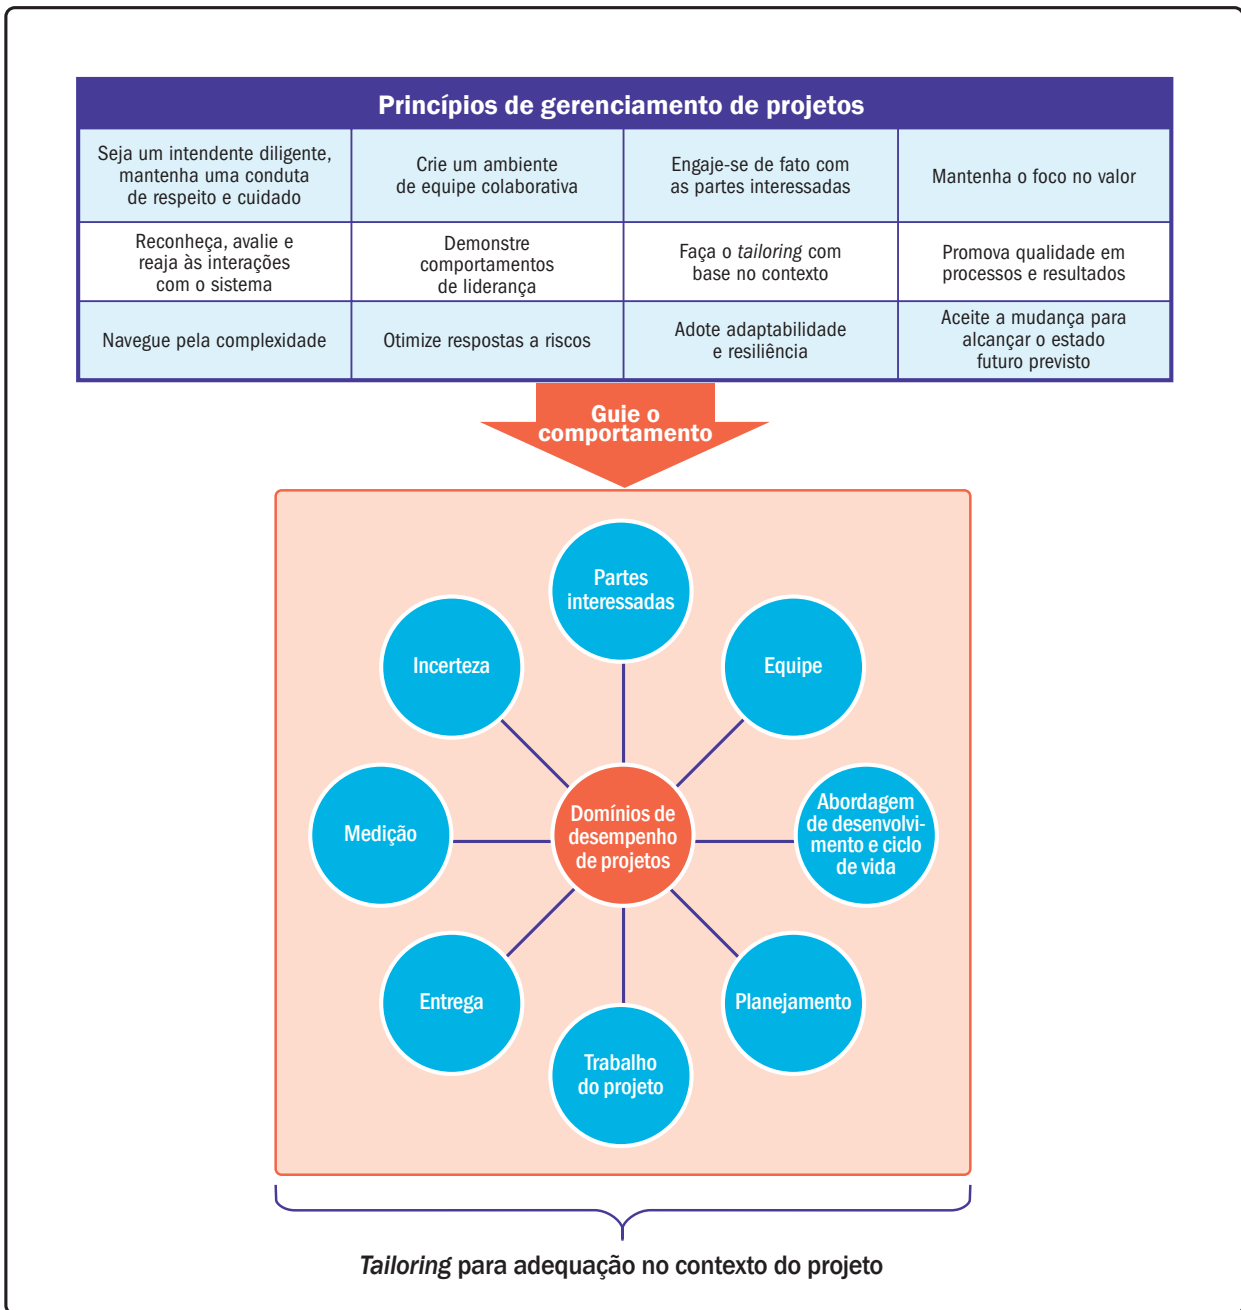 Princípios de gerenciamento de projetos
Seja um intendente diligente,
mantenha uma conduta
de respeito e cuidado
Crie um ambiente
de equipe colaborativa
Engaje-se de fato com
as partes interessadas
Mantenha o foco no valor
Reconheça, avalie e
reaja às interações
com o sistema
Demonstre
comportamentos
de liderança
Faça o tailoring com
base no contexto
Promova qualidade em
processos e resultados
Navegue pela complexidade
Otimize respostas a riscos
Adote adaptabilidade
e resiliência
Aceite a mudança para
alcançar o estado
futuro previsto
Guie o
comportamento
Partes
interessadas
Incerteza
Equipe
Medição
Domínios de
desempenho
de projetos
Abordagem
de desenvolvi-
mento e ciclo
de vida
Entrega
Planejamento
Trabalho
do projeto
Tailoring para adequação no contexto do projeto